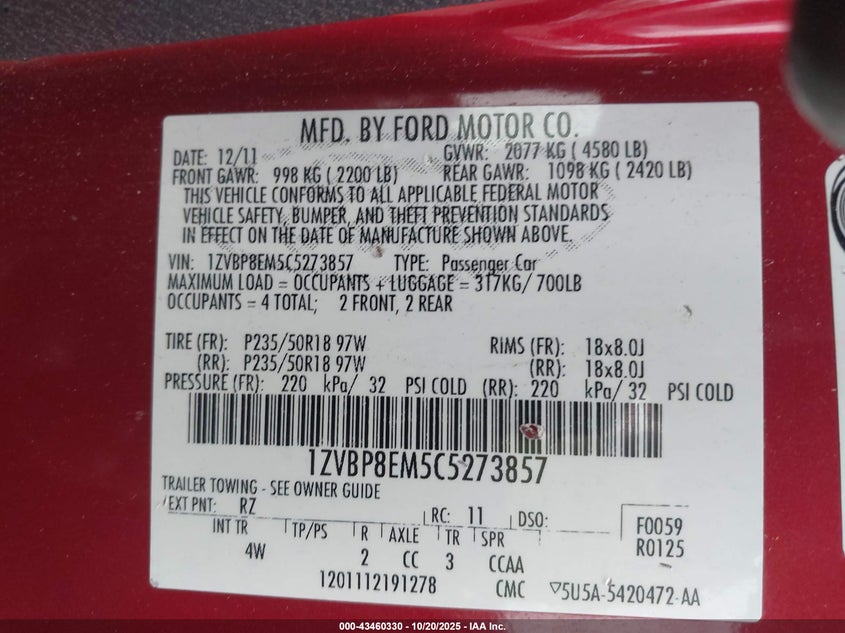 MFD. BY FORD MOTOR CO.
DATE: 12/11 GVWR: 2077 KG ( 4580 LB)
FRONT GAWR: 998 KG ( 2200 LB) REAR GAWR: 1098 KG ( 2420 LB)
THIS VEHICLE CONFORMS TO ALL APPLICABLE FEDERAL MOTOR
VEHICLE SAFETY, BUMPER, AND THEFT PREVENTION STANDARDS
IN EFFECT ON THE DATE OF MANUFACTURE SHOWN ABOVE.
VIN: 1ZVBP8EM5C5273857 TYPE: Passenger Car
MAXIMUM LOAD = OCCUPANTS + LUGGAGE = 317KG/ 700LB
OCCUPANTS = 4 TOTAL; 2 FRONT, 2 REAR
TIRE (FR): P235/50R18 97W RIMS (FR): 18x8.0J
(RR): P235/50R18 97W (RR): 18x8.0J
PRESSURE (FR): 220 kPa/ 32 PSI COLD (RR): 220 kPa/ 32 PSI COLD
1ZVBP8EM5C5273857
TRAILER TOWING - SEE OWNER GUIDE
EXT PNT: RZ RC: 11 DSO: F0059
INT TR TP/PS R AXLE TR SPR R0125
4W 2 CC 3 CCAA
1201112191278 CMC ▽5U5A-5420472-AA
000-43460330 - 10/20/2025 - IAA Inc.